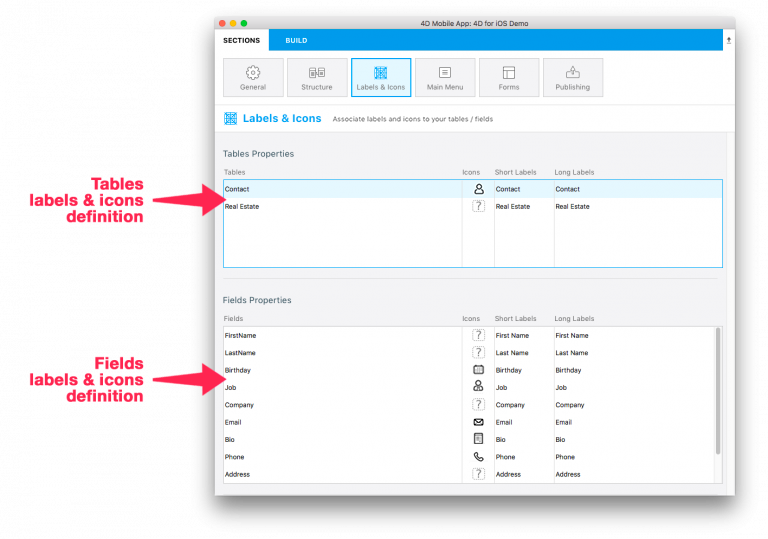 4D Mobile App: 4D for iOS Demo
SECTIONS BUILD
General Structure Labels & Icons Main Menu Forms Publishing
Labels & Icons Associate labels and icons to your tables / fields
Tables Properties
Tables Icons Short Labels Long Labels
Contact Contact Contact
Real Estate ? Real Estate Real Estate
Tables
labels & icons
definition
Fields Properties
Fields Icons Short Labels Long Labels
FirstName ? First Name First Name
LastName ? Last Name Last Name
Birthday Birthday Birthday
Job Job Job
Company ? Company Company
Email Email Email
Bio Bio Bio
Phone Phone Phone
Address ? Address Address
Fields
labels & icons
definition